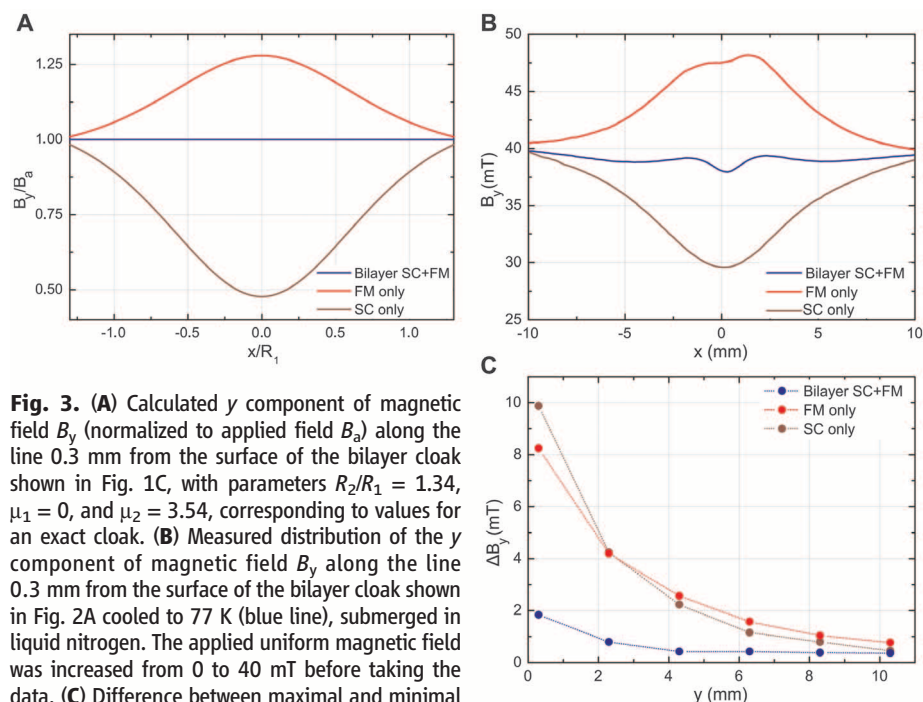 A
1.25
1.00
0.75
0.50
B_y/B_a
Bilayer SC+FM
FM only
SC only
-1.0
-0.5
0.0
0.5
1.0
x/R_1
B
50
45
40
35
30
25
B_y(mT)
Bilayer SC+FM
FM only
SC only
-10
-5
0
5
10
x (mm)
C
10
8
6
4
2
0
ΔB_y(mT)
Bilayer SC+FM
FM only
SC only
0
2
4
6
8
10
y (mm)
Fig. 3. (A) Calculated y component of magnetic
field B_y (normalized to applied field B_a) along the
line 0.3 mm from the surface of the bilayer cloak
shown in Fig. 1C, with parameters R_2/R_1 = 1.34,
μ_1 = 0, and μ_2 = 3.54, corresponding to values for
an exact cloak. (B) Measured distribution of the y
component of magnetic field B_y along the line
0.3 mm from the surface of the bilayer cloak shown
in Fig. 2A cooled to 77 K (blue line), submerged in
liquid nitrogen. The applied uniform magnetic field
was increased from 0 to 40 mT before taking the
data. (C) Difference between maximal and minimal